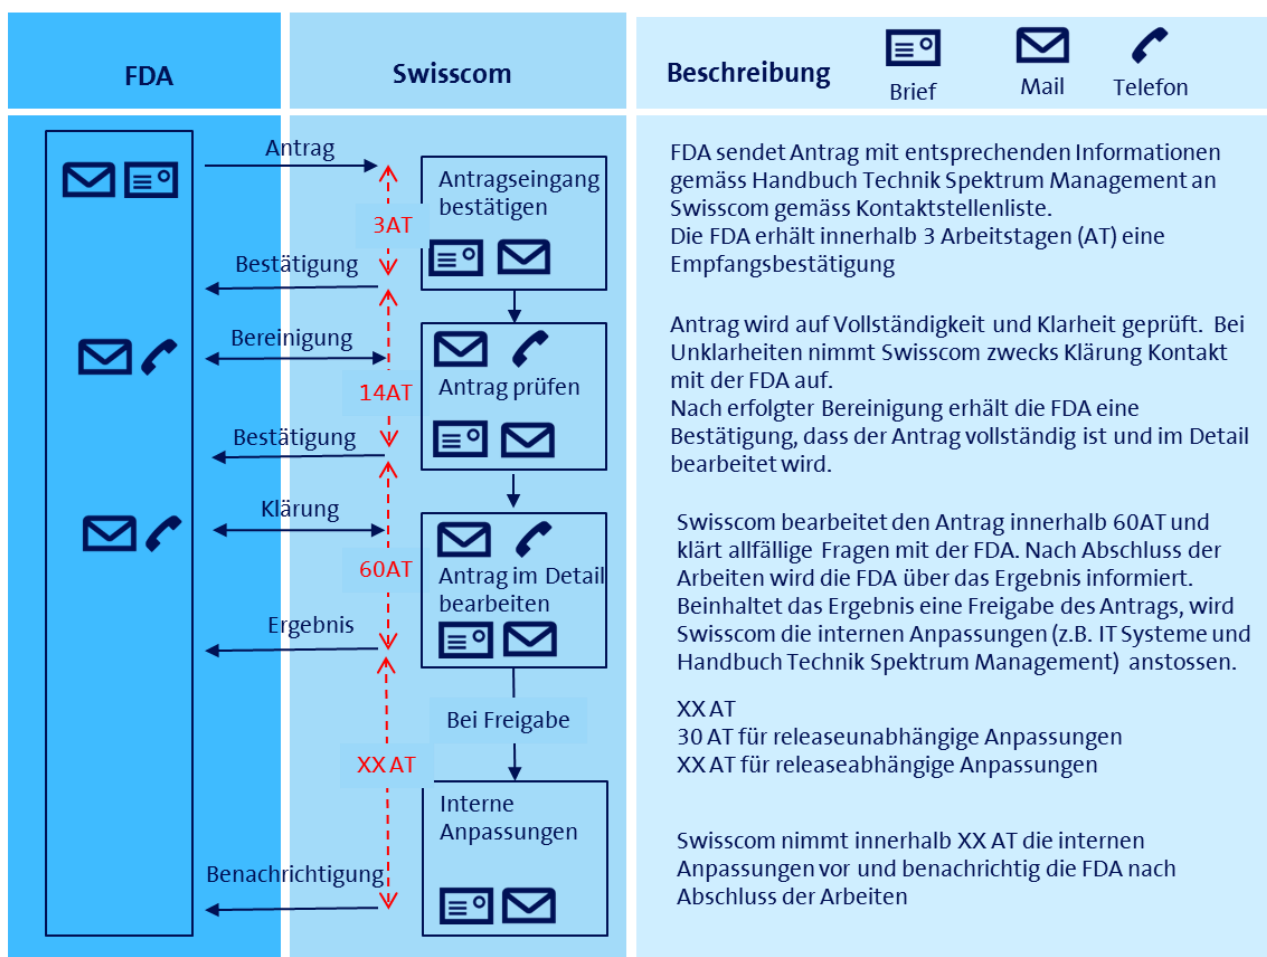 FDA
Swisscom
Beschreibung
Brief
Mail
Telefon
Antrag
Antragseingang
bestätigen
3AT
Bestätigung
FDA sendet Antrag mit entsprechenden Informationen
gemäss Handbuch Technik Spektrum Management an
Swisscom gemäss Kontaktstellenliste.
Die FDA erhält innerhalb 3 Arbeitstagen (AT) eine
Empfangsbestätigung
Bereinigung
14AT
Antrag prüfen
Bestätigung
Antrag wird auf Vollständigkeit und Klarheit geprüft. Bei
Unklarheiten nimmt Swisscom zwecks Klärung Kontakt
mit der FDA auf.
Nach erfolgter Bereinigung erhält die FDA eine
Bestätigung, dass der Antrag vollständig ist und im Detail
bearbeitet wird.
Klärung
60AT
Antrag im Detail
bearbeiten
Ergebnis
Swisscom bearbeitet den Antrag innerhalb 60AT und
klärt allfällige Fragen mit der FDA. Nach Abschluss der
Arbeiten wird die FDA über das Ergebnis informiert.
Beinhaltet das Ergebnis eine Freigabe des Antrags, wird
Swisscom die internen Anpassungen (z.B. IT Systeme und
Handbuch Technik Spektrum Management) anstossen.
Bei Freigabe
XX AT
XX AT
30 AT für releaseunabhängige Anpassungen
XX AT für releaseabhängige Anpassungen
Interne
Anpassungen
Benachrichtigung
Swisscom nimmt innerhalb XX AT die internen
Anpassungen vor und benachrichtig die FDA nach
Abschluss der Arbeiten